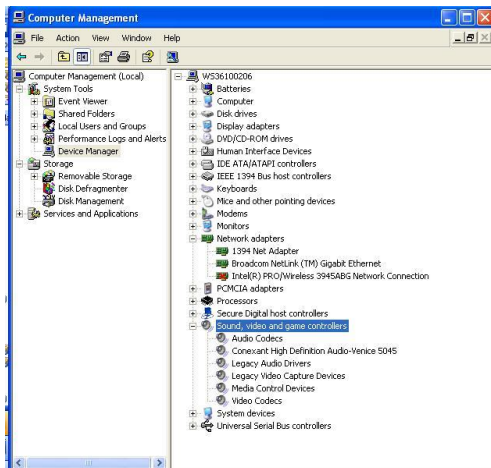 Computer Management
File Action View Window Help
Computer Management (Local)
System Tools
Event Viewer
Shared Folders
Local Users and Groups
Performance Logs and Alerts
Device Manager
Storage
Removable Storage
Disk Defragmenter
Disk Management
Services and Applications
WS36100206
Batteries
Computer
Disk drives
Display adapters
DVD/CD-ROM drives
Human Interface Devices
IDE ATA/ATAPI controllers
IEEE 1394 Bus host controllers
Keyboards
Mice and other pointing devices
Modems
Monitors
Network adapters
1394 Net Adapter
Broadcom NetLink (TM) Gigabit Ethernet
Intel(R) PRO/Wireless 3945ABG Network Connection
PCMCIA adapters
Processors
Secure Digital host controllers
Sound, video and game controllers
Audio Codecs
Conexant High Definition Audio-Venice 5045
Legacy Audio Drivers
Legacy Video Capture Devices
Media Control Devices
Video Codecs
System devices
Universal Serial Bus controllers